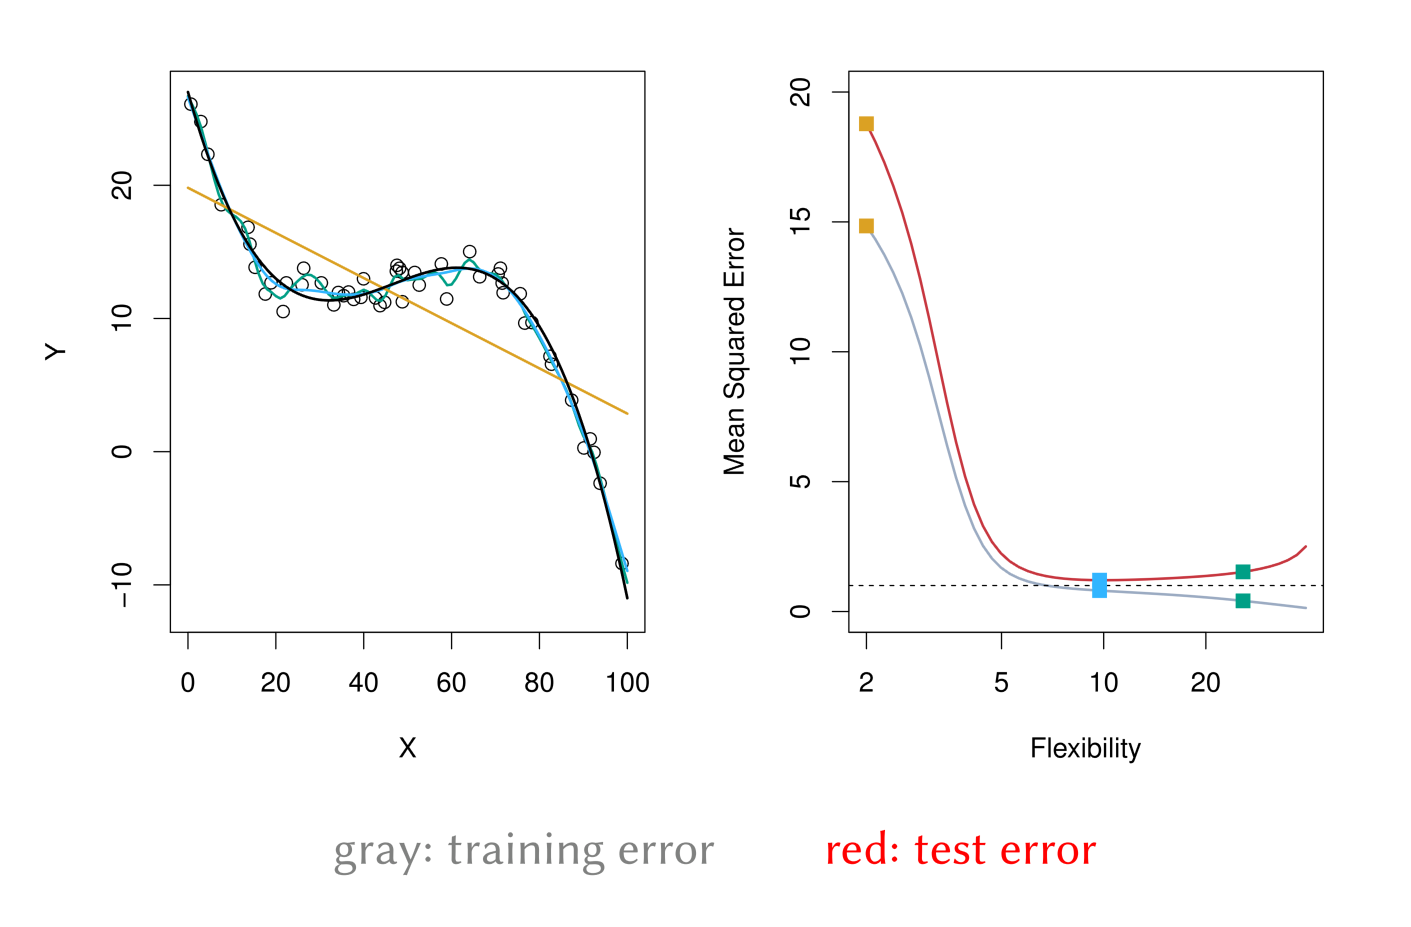 Y
20
10
0
−10
0 20 40 60 80 100
X
Mean Squared Error
20
15
10
5
0
2 5 10 20
Flexibility
gray: training error
red: test error